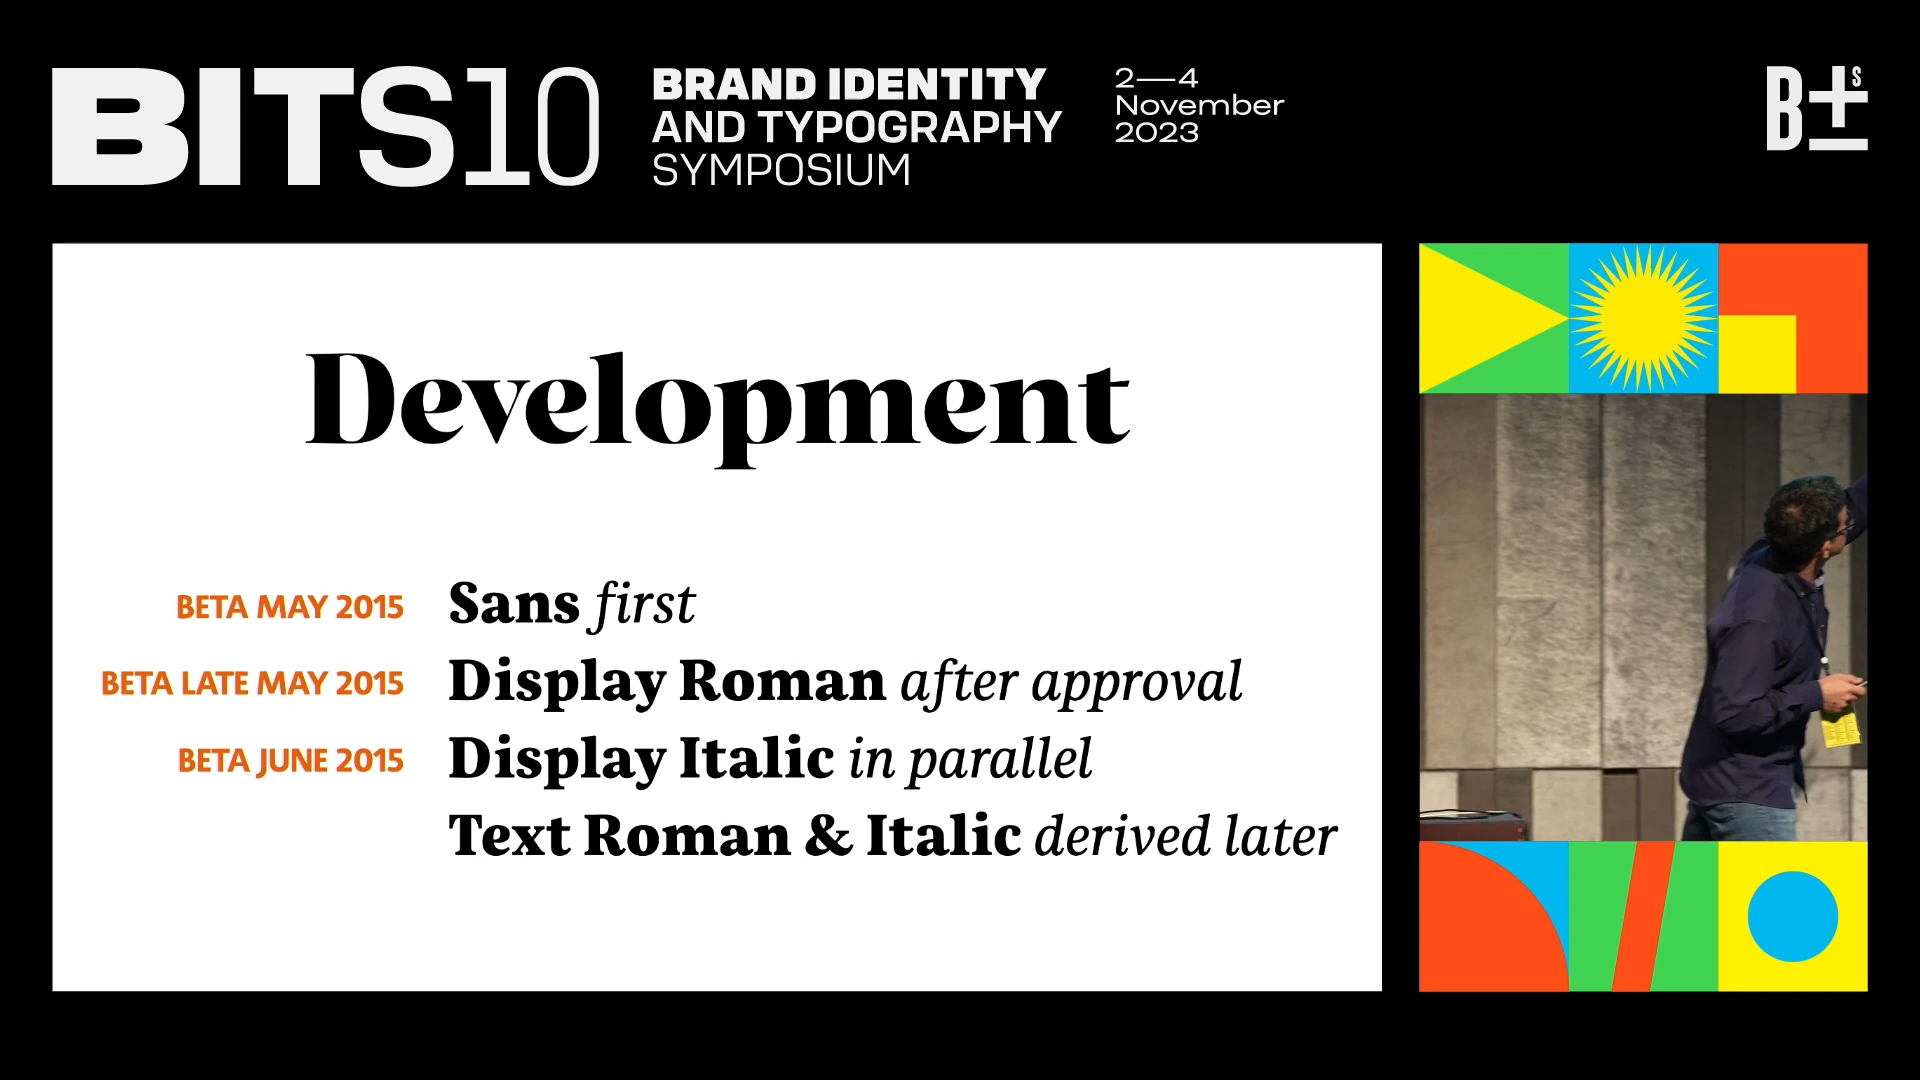 BITS10
BRAND IDENTITY
AND TYPOGRAPHY
SYMPOSIUM
2—4
November
2023
B±s
Development
BETA MAY 2015 Sans first
BETA LATE MAY 2015 Display Roman after approval
BETA JUNE 2015 Display Italic in parallel
Text Roman & Italic derived later